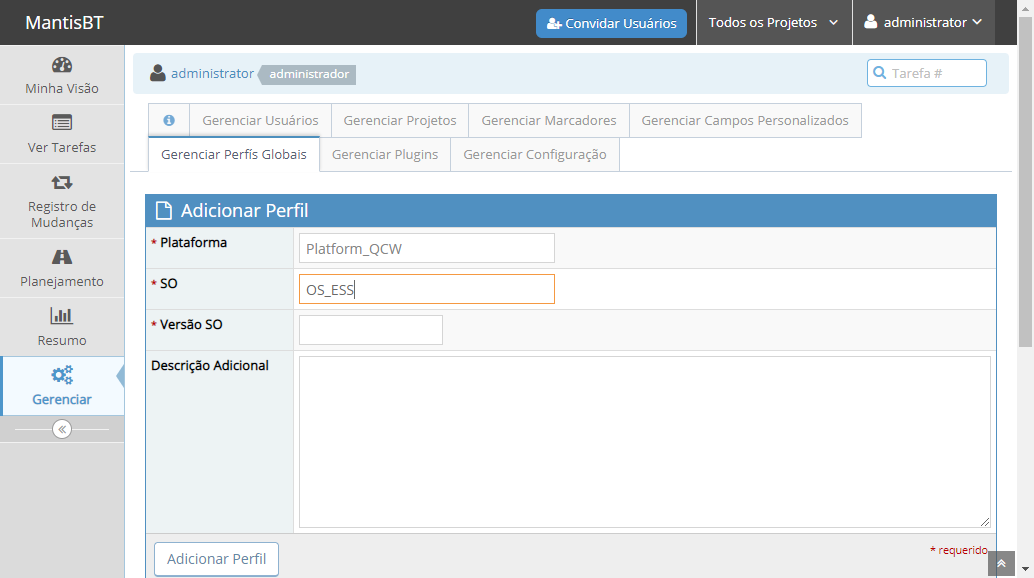 MantisBT
Convidar Usuários
Todos os Projetos
administrator
Minha Visão
Ver Tarefas
Registro de
Mudanças
Planejamento
Resumo
Gerenciar
administrator administrador
Tarefa #
Gerenciar Usuários Gerenciar Projetos Gerenciar Marcadores Gerenciar Campos Personalizados
Gerenciar Perfís Globais Gerenciar Plugins Gerenciar Configuração
Adicionar Perfil
* Plataforma Platform_QCW
* SO OS_ESS
* Versão SO
Descrição Adicional
* requerido
Adicionar Perfil